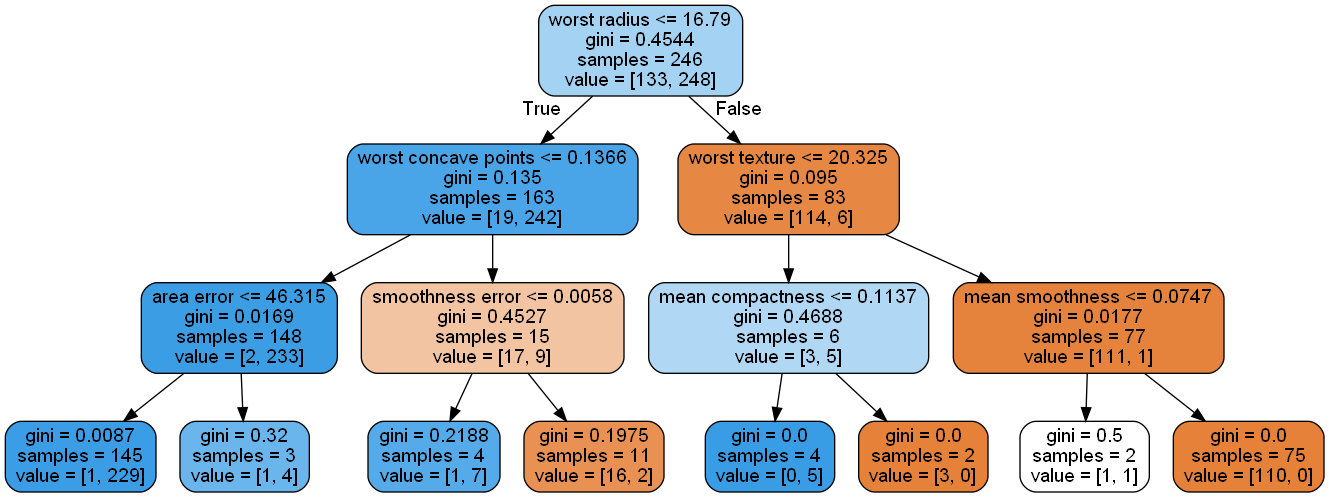 worst radius <= 16.79
gini = 0.4544
samples = 246
value = [133, 248]
True
False
worst concave points <= 0.1366
gini = 0.135
samples = 163
value = [19, 242]
worst texture <= 20.325
gini = 0.095
samples = 83
value = [114, 6]
area error <= 46.315
gini = 0.0169
samples = 148
value = [2, 233]
smoothness error <= 0.0058
gini = 0.4527
samples = 15
value = [17, 9]
mean compactness <= 0.1137
gini = 0.4688
samples = 6
value = [3, 5]
mean smoothness <= 0.0747
gini = 0.0177
samples = 77
value = [111, 1]
gini = 0.0087
samples = 145
value = [1, 229]
gini = 0.32
samples = 3
value = [1, 4]
gini = 0.2188
samples = 4
value = [1, 7]
gini = 0.1975
samples = 11
value = [16, 2]
gini = 0.0
samples = 4
value = [0, 5]
gini = 0.0
samples = 2
value = [3, 0]
gini = 0.5
samples = 2
value = [1, 1]
gini = 0.0
samples = 75
value = [110, 0]